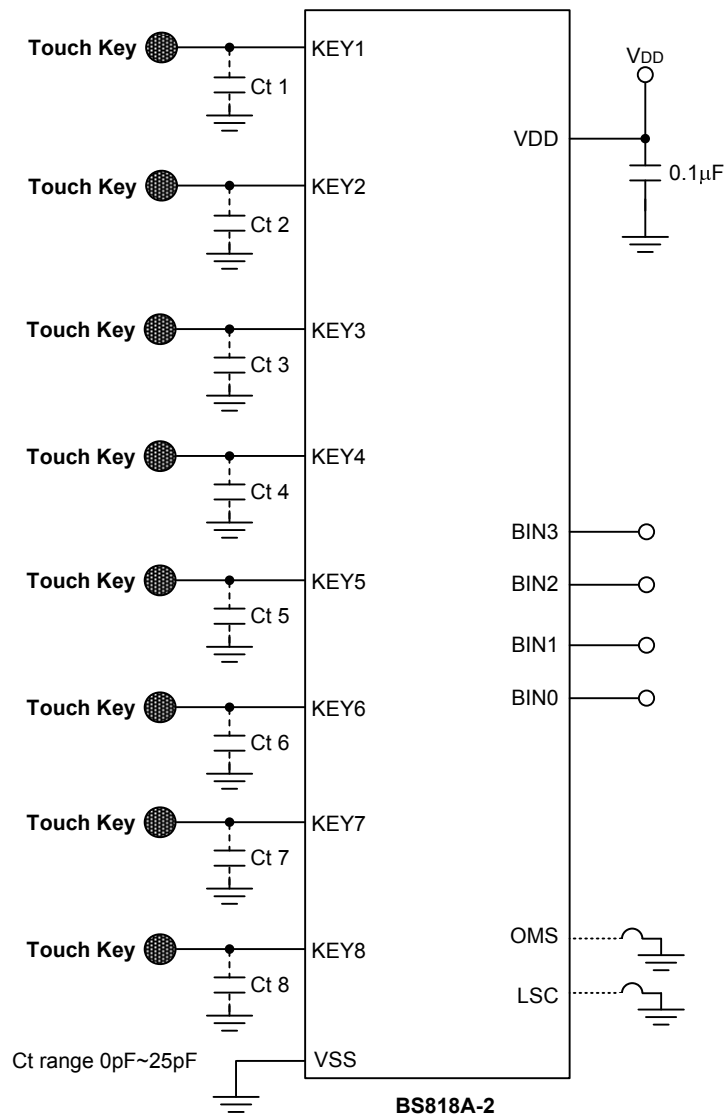 Touch Key
KEY1
Ct 1
Touch Key
KEY2
Ct 2
Touch Key
KEY3
Ct 3
Touch Key
KEY4
Ct 4
Touch Key
KEY5
Ct 5
Touch Key
KEY6
Ct 6
Touch Key
KEY7
Ct 7
Touch Key
KEY8
Ct 8
Ct range 0pF~25pF
VSS
VDD
VDD
0.1μF
BIN3
BIN2
BIN1
BIN0
OMS
LSC
BS818A-2